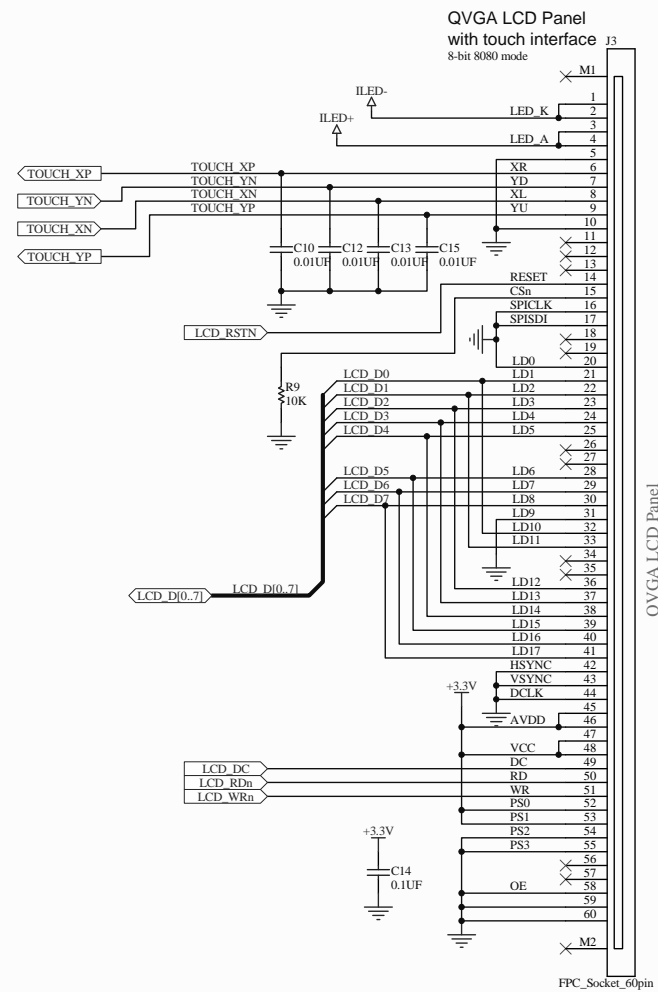 QVGA LCD Panel
with touch interface
8-bit 8080 mode
J3
M1
ILED-
1
LED_K 2
ILED+
3
LED_A 4
5
TOUCH_XP TOUCH_XP XR 6
TOUCH_YN TOUCH_YN YD 7
TOUCH_XN TOUCH_XN XL 8
TOUCH_YP TOUCH_YP YU 9
10
11
C10 C12 C13 C15
0.01UF 0.01UF 0.01UF 0.01UF
12
13
RESET 14
CSn 15
SPICLK 16
SPISDI 17
LCD_RSTN
18
19
LD0 20
LCD_D0 LD1 21
R9
10K
LCD_D1 LD2 22
LCD_D2 LD3 23
LCD_D3 LD4 24
LCD_D4 LD5 25
26
27
LCD_D5 LD6 28
LCD_D6 LD7 29
LCD_D7 LD8 30
LD9 31
LD10 32
LD11 33
34
35
LCD_D[0..7] LCD_D[0..7]
LD12 36
LD13 37
LD14 38
LD15 39
LD16 40
LD17 41
HSYNC 42
VSYNC 43
DCLK 44
+3.3V
45
AVDD 46
47
VCC 48
LCD_DC DC 49
LCD_RDn RD 50
LCD_WRn WR 51
PS0 52
PS1 53
PS2 54
PS3 55
+3.3V
C14
0.1UF
56
57
OE 58
59
60
M2
QVGA LCD Panel
FPC_Socket_60pin